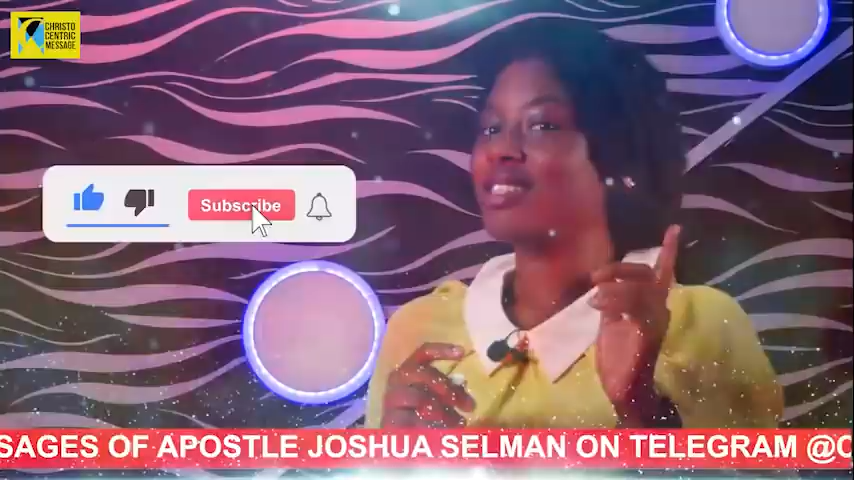 CHRISTO
CENTRIC
MESSAGE
Subscribe
SAGES OF APOSTLE JOSHUA SELMAN ON TELEGRAM @C